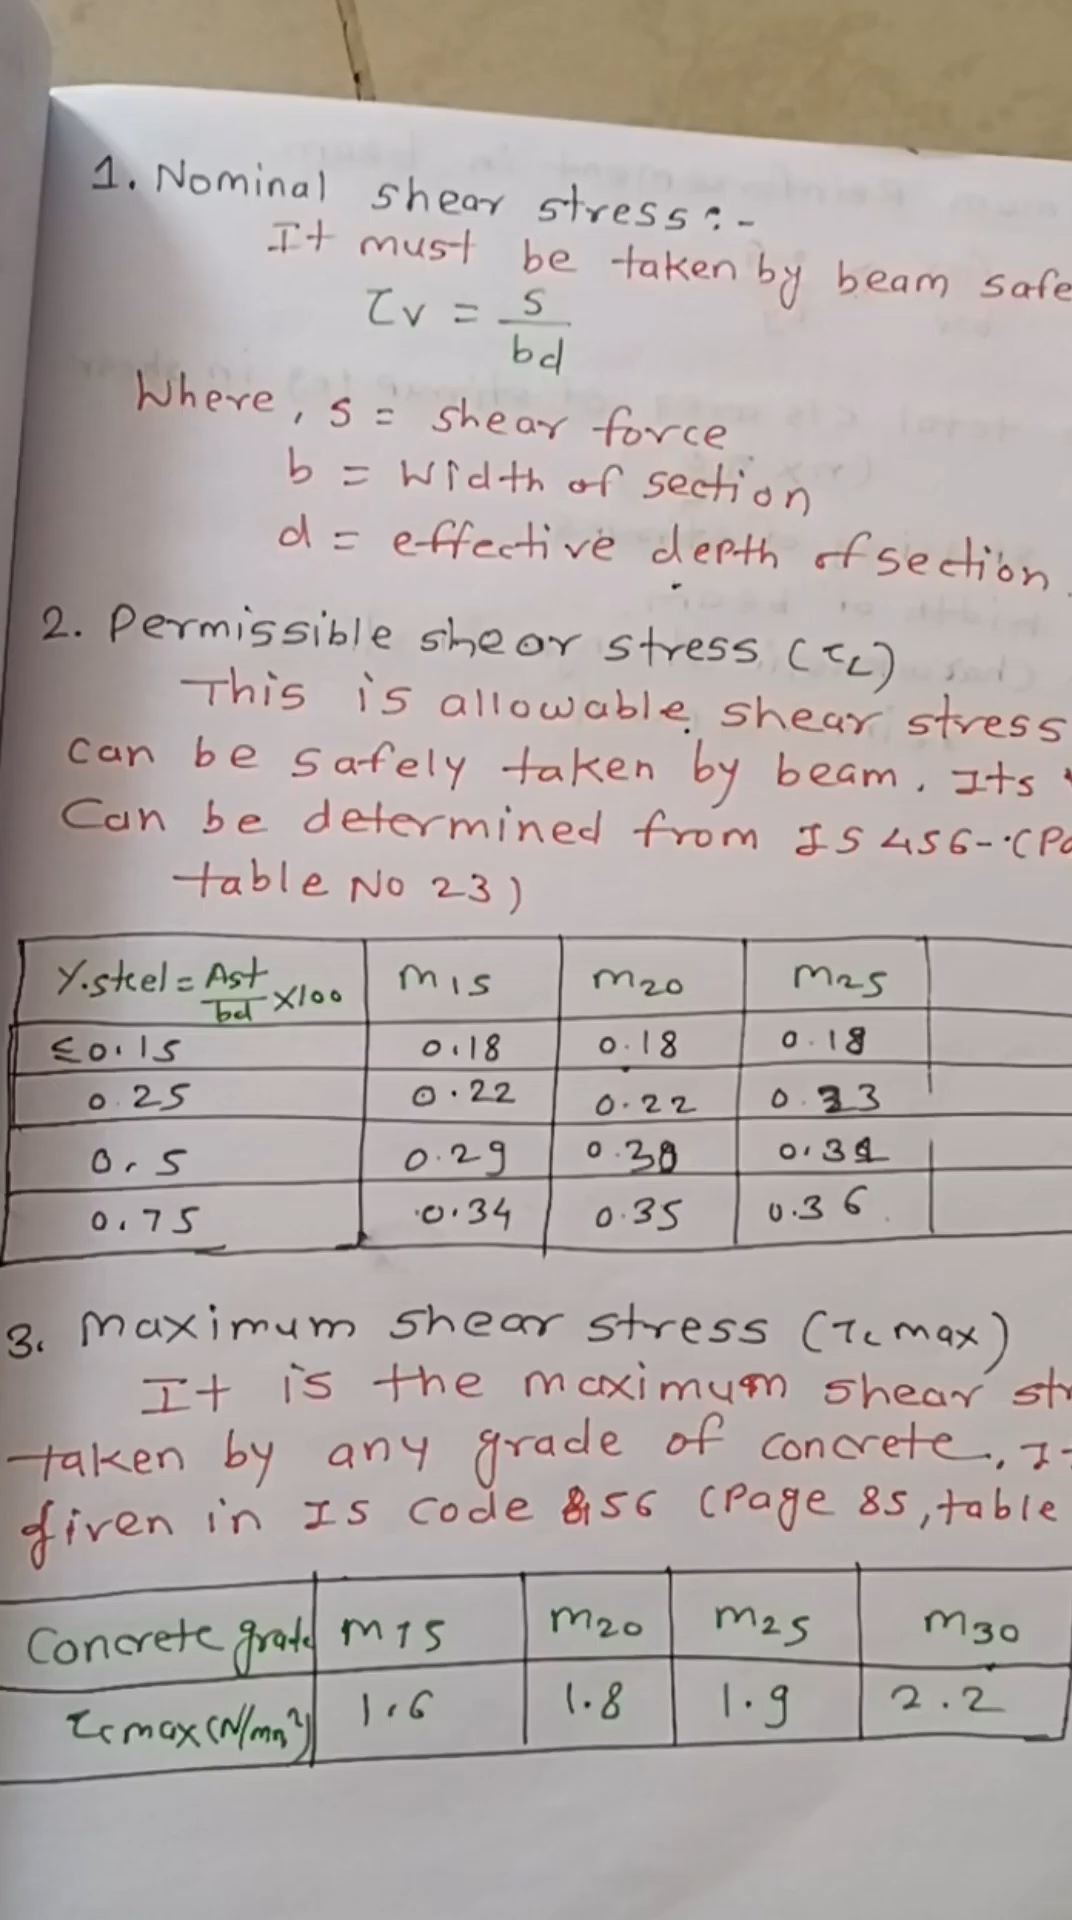 1. Nominal shear stress :-
It must be taken by beam safe
τv = s
bd
Where, s = shear force
b = width of section
d = effective depth of section.
2. Permissible shear stress (τc)
This is allowable shear stress
can be safely taken by beam. Its
Can be determined from IS 456-(Pa
table No 23)
Y.steel = Ast/bd ×100 M15 M20 M25
≤0.15 0.18 0.18 0.18
0.25 0.22 0.22 0.23
0.5 0.29 0.30
0.75 0.34 0.35 0.36
3. Maximum shear stress (τc max)
It is the maximum shear str
taken by any grade of concrete. It
given in IS code 456 (Page 85, table
Concrete grade M15 M20 M25 M30
τcmax (N/mm²) 1.6 1.8 1.9 2.2